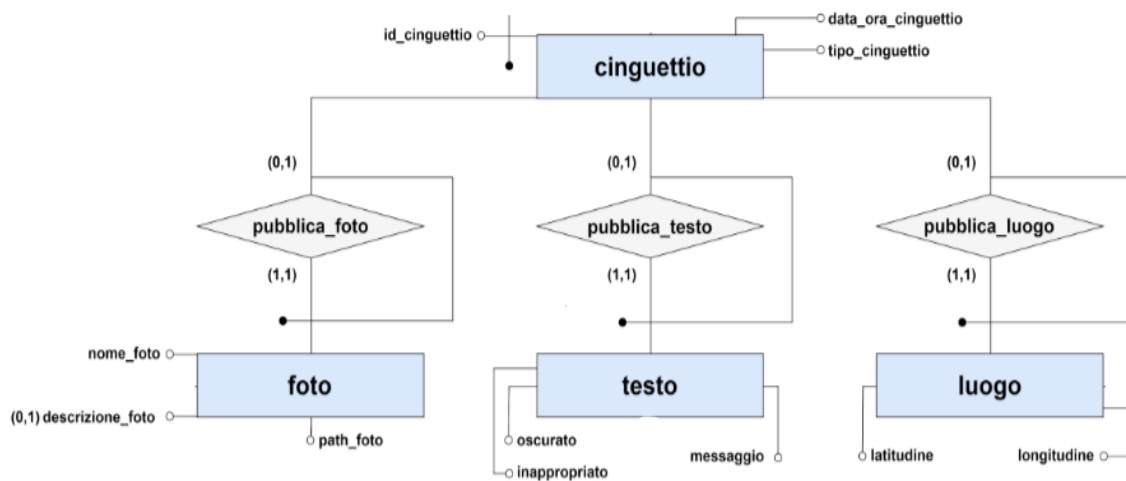 data_ora_cinguettio
id_cinguettio
cinguettio
tipo_cinguettio
(0,1)
(0,1)
(0,1)
pubblica_foto
pubblica_testo
pubblica_luogo
(1,1)
(1,1)
(1,1)
nome_foto
foto
testo
luogo
(0,1) descrizione_foto
path_foto
oscurato
messaggio
latitudine
longitudine
inappropriato